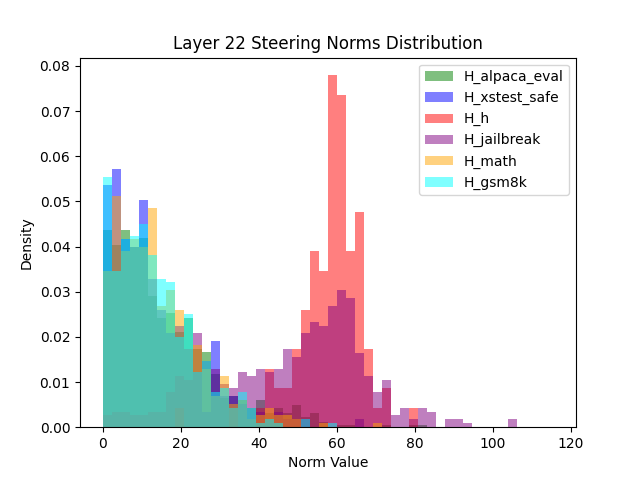 Layer 22 Steering Norms Distribution
Density
0.08
0.07
0.06
0.05
0.04
0.03
0.02
0.01
0.00
H_alpaca_eval
H_xstest_safe
H_h
H_jailbreak
H_math
H_gsm8k
0 20 40 60 80 100 120
Norm Value